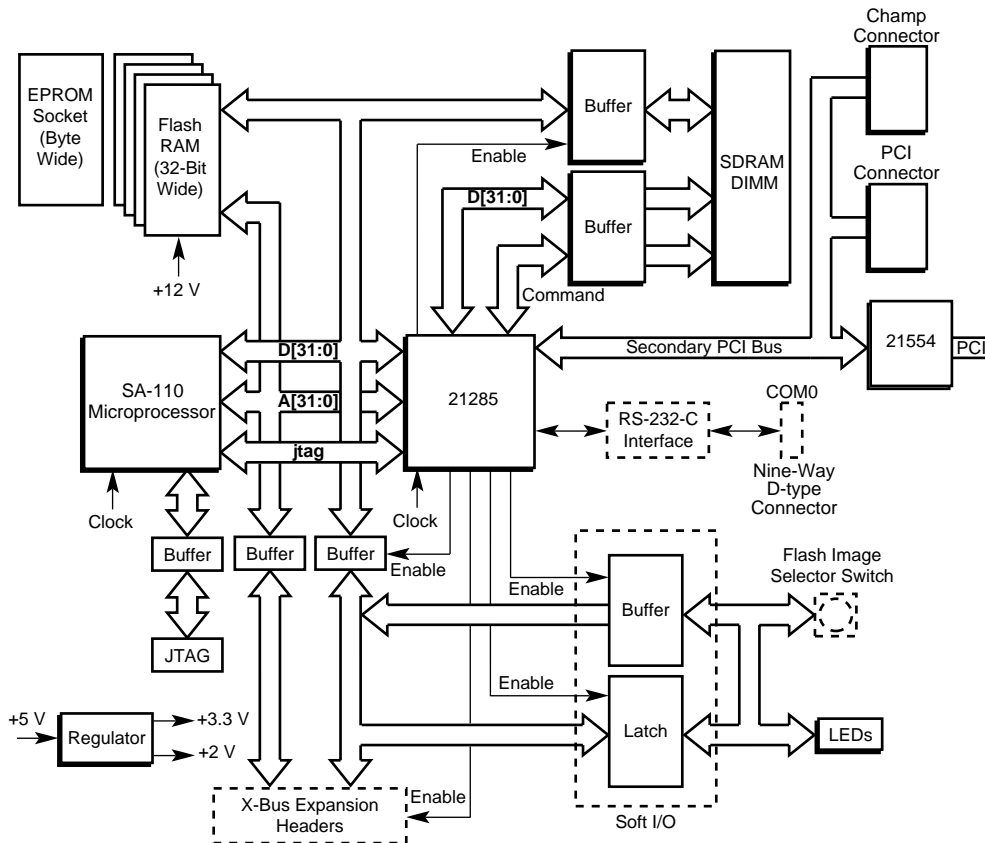 Champ
Connector
EPROM
Socket
(Byte
Wide)
Flash
RAM
(32-Bit
Wide)
+12 V
Buffer
Enable
SDRAM
DIMM
PCI
Connector
D[31:0]
Buffer
Command
SA-110
Microprocessor
D[31:0]
A[31:0]
jtag
21285
Secondary PCI Bus
21554
PCI
RS-232-C
Interface
COM0
Nine-Way
D-type
Connector
Clock
Clock
Buffer
Buffer
Buffer
Enable
JTAG
Enable
Buffer
Flash Image
Selector Switch
Enable
Latch
LEDs
Soft I/O
+5 V
Regulator
+3.3 V
+2 V
X-Bus Expansion
Headers
Enable